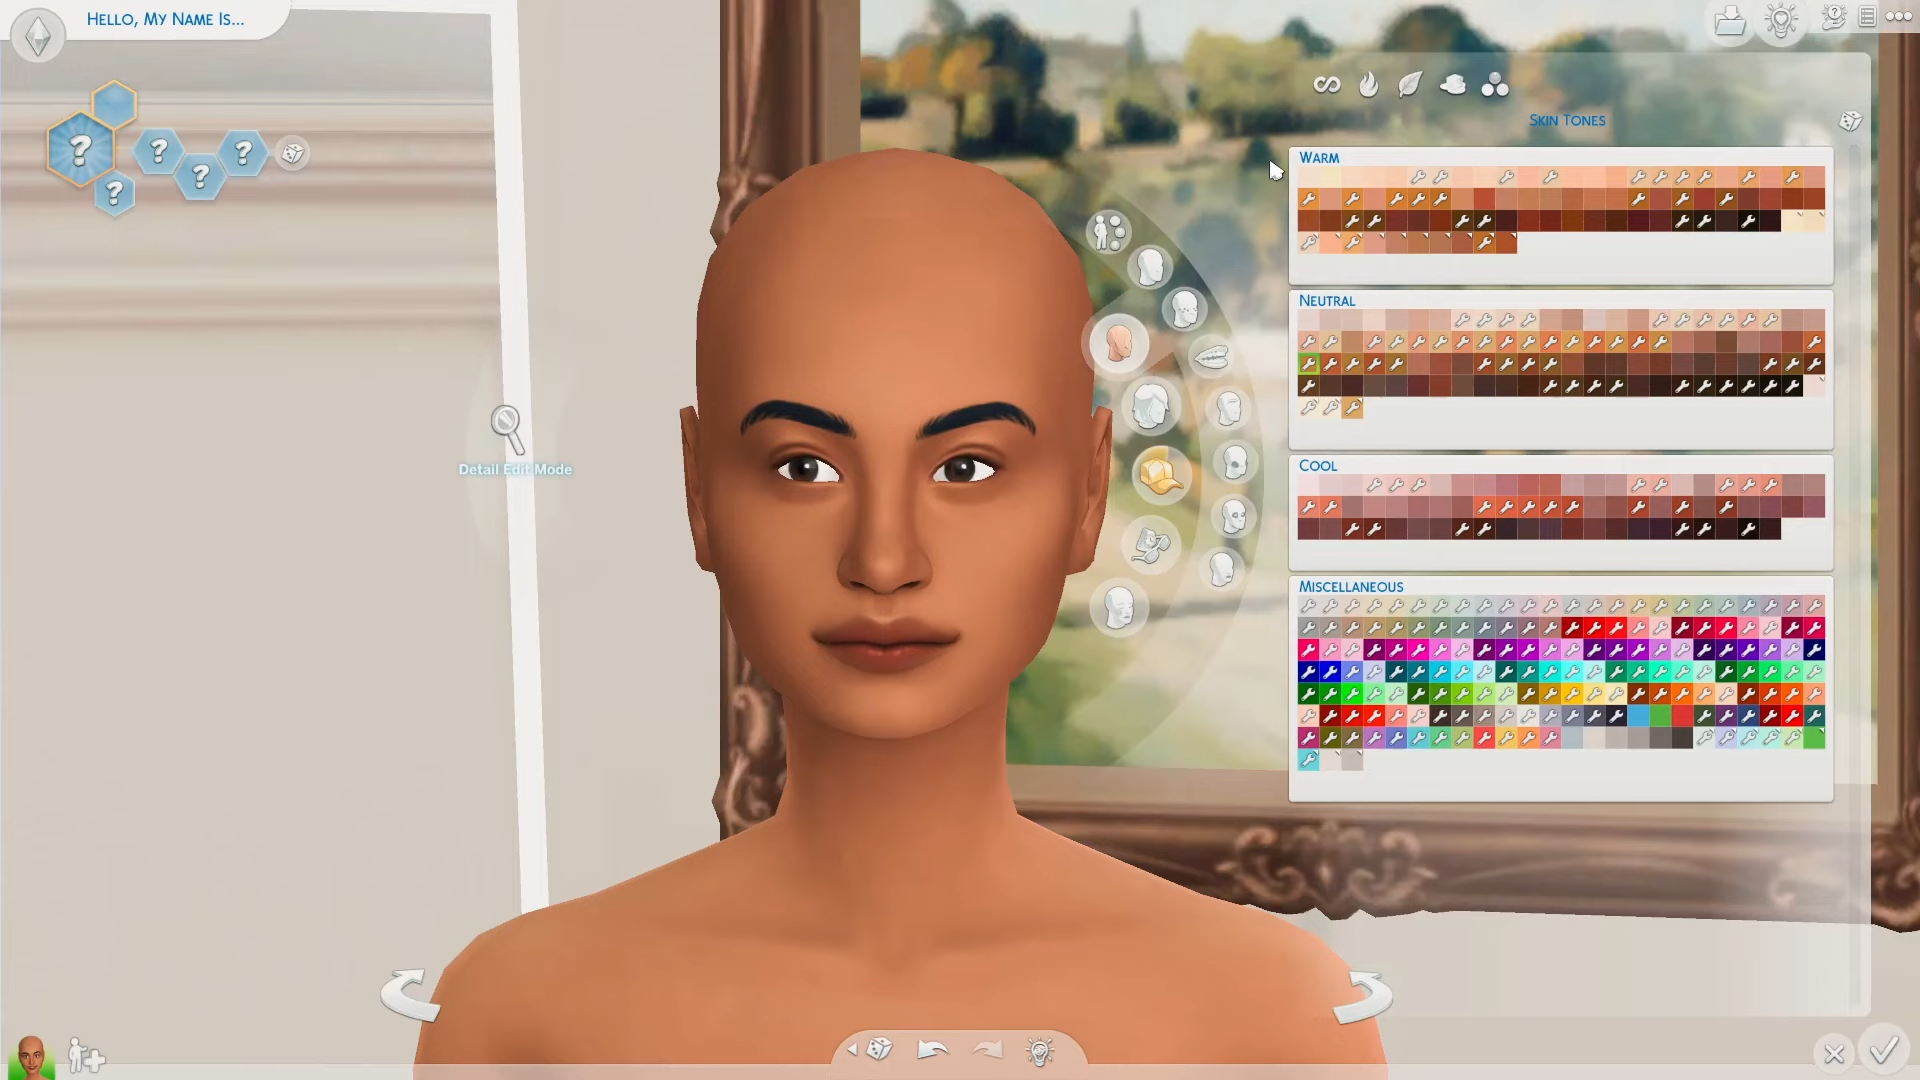 Hello, My Name Is...
Skin Tones
Warm
Neutral
Detail Edit Mode
Cool
Miscellaneous